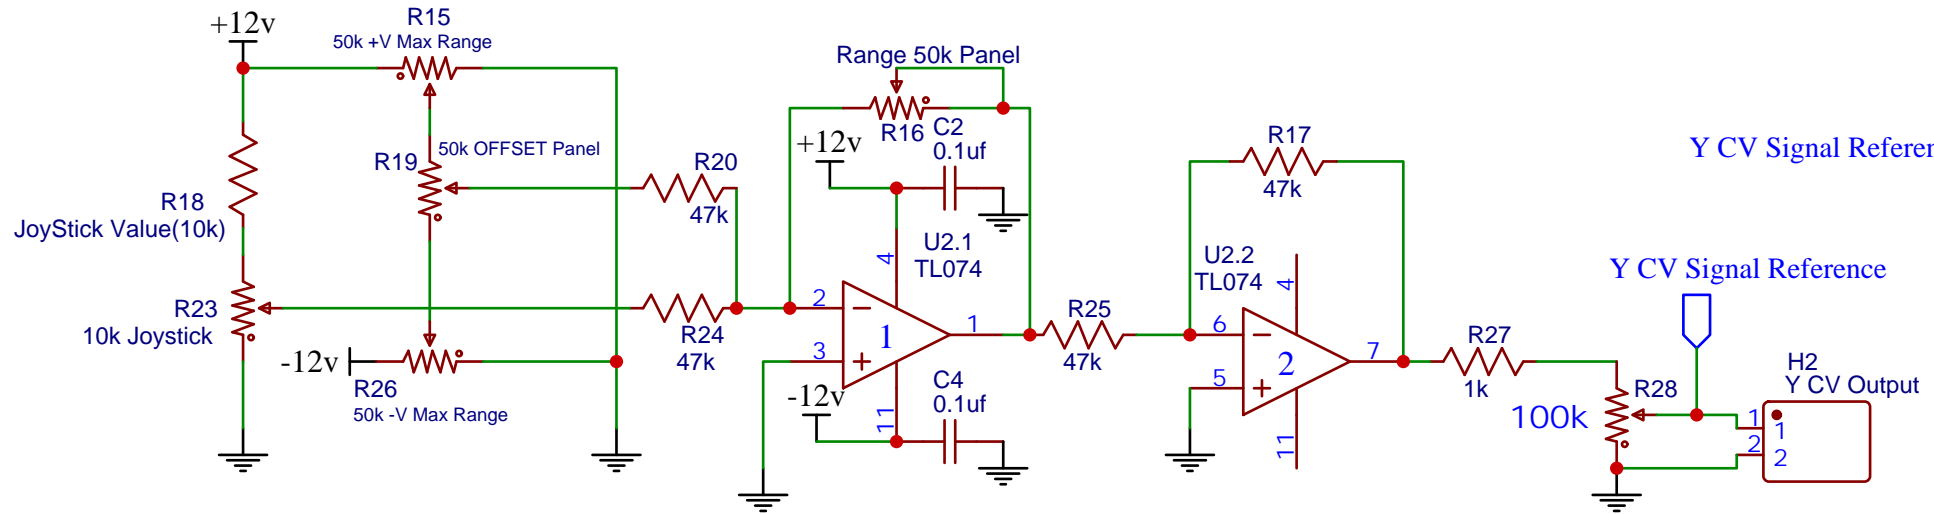 +12v
R15
50k +V Max Range
R18
JoyStick Value(10k)
R19
50k OFFSET Panel
R23
10k Joystick
-12v
R26
50k -V Max Range
R20
47k
R24
47k
Range 50k Panel
R16
C2
0.1uf
+12v
4
U2.1
TL074
2
3
1
1
11
-12v
C4
0.1uf
R25
47k
R17
47k
U2.2
TL074
4
6
5
2
7
11
R27
1k
100k
R28
Y CV Signal Reference
H2
Y CV Output
1
1
2
2
Y CV Signal Referen